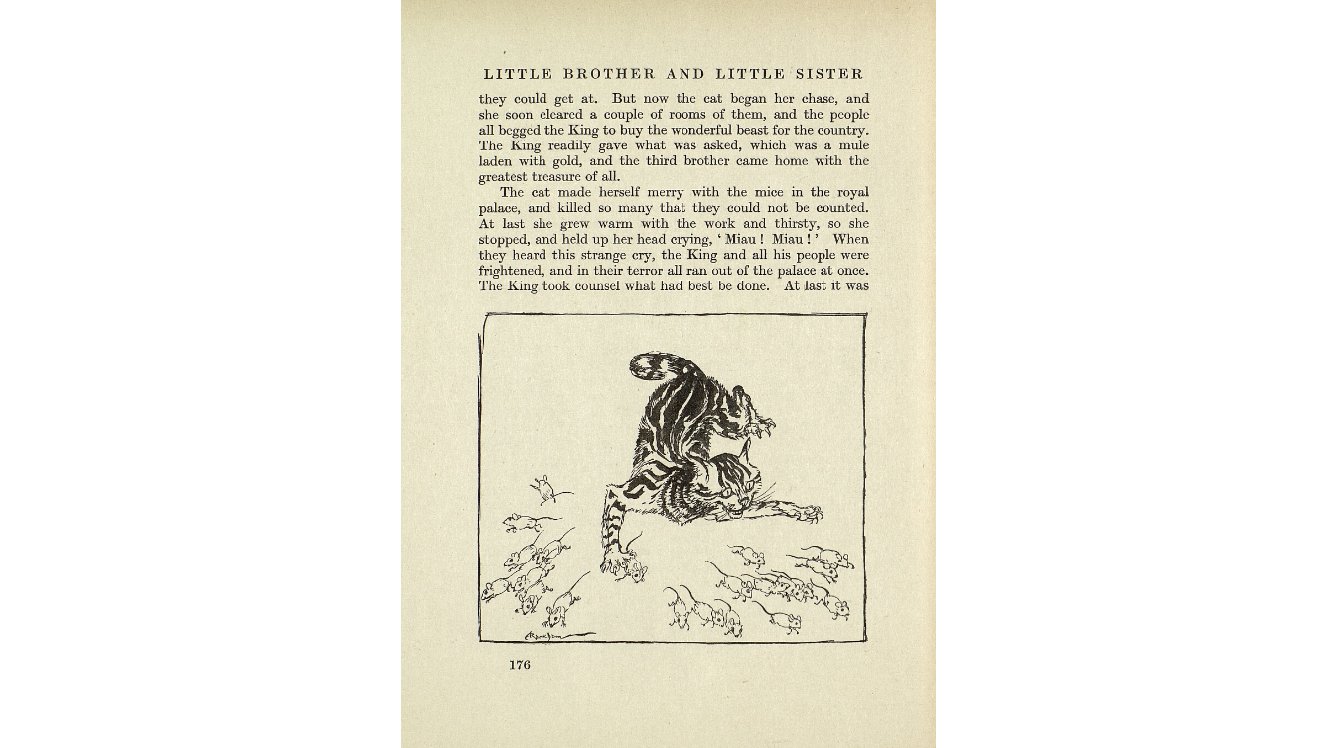 LITTLE BROTHER AND LITTLE SISTER
they could get at. But now the cat began her chase, and
she soon cleared a couple of rooms of them, and the people
all begged the King to buy the wonderful beast for the country.
The King readily gave what was asked, which was a mule
laden with gold, and the third brother came home with the
greatest treasure of all.
The cat made herself merry with the mice in the royal
palace, and killed so many that they could not be counted.
At last she grew warm with the work and thirsty, so she
stopped, and held up her head crying, ‘ Miau ! Miau ! ’ When
they heard this strange cry, the King and all his people were
frightened, and in their terror all ran out of the palace at once.
The King took counsel what had best be done. At last it was
176